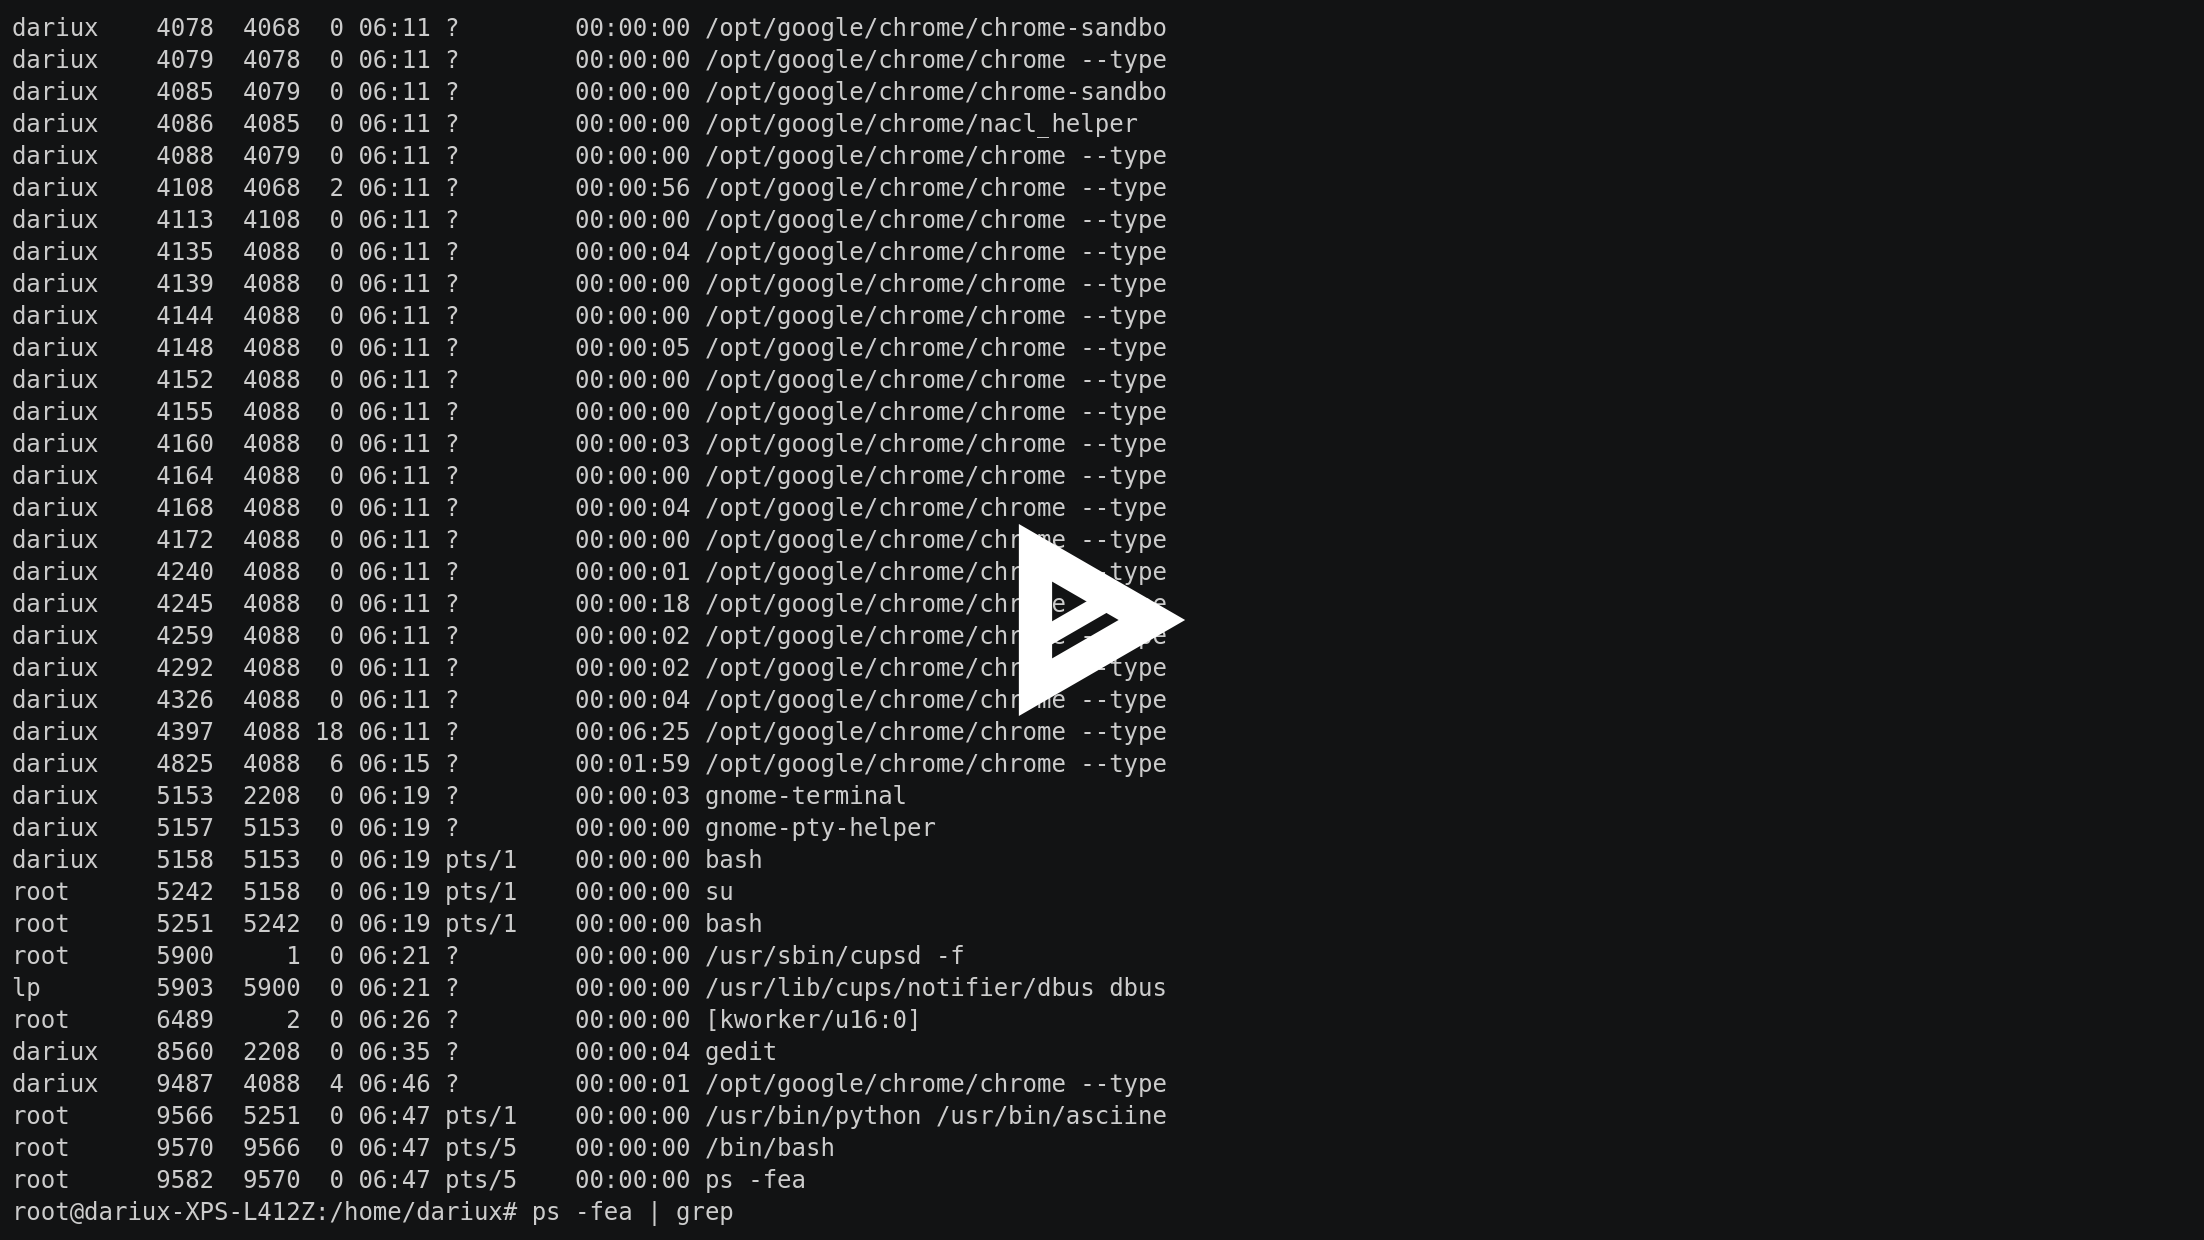 dariux    4078  4068  0 06:11 ?        00:00:00 /opt/google/chrome/chrome-sandbo
dariux    4079  4078  0 06:11 ?        00:00:00 /opt/google/chrome/chrome --type
dariux    4085  4079  0 06:11 ?        00:00:00 /opt/google/chrome/chrome-sandbo
dariux    4086  4085  0 06:11 ?        00:00:00 /opt/google/chrome/nacl_helper
dariux    4088  4079  0 06:11 ?        00:00:00 /opt/google/chrome/chrome --type
dariux    4108  4068  2 06:11 ?        00:00:56 /opt/google/chrome/chrome --type
dariux    4113  4108  0 06:11 ?        00:00:00 /opt/google/chrome/chrome --type
dariux    4135  4088  0 06:11 ?        00:00:04 /opt/google/chrome/chrome --type
dariux    4139  4088  0 06:11 ?        00:00:00 /opt/google/chrome/chrome --type
dariux    4144  4088  0 06:11 ?        00:00:00 /opt/google/chrome/chrome --type
dariux    4148  4088  0 06:11 ?        00:00:05 /opt/google/chrome/chrome --type
dariux    4152  4088  0 06:11 ?        00:00:00 /opt/google/chrome/chrome --type
dariux    4155  4088  0 06:11 ?        00:00:00 /opt/google/chrome/chrome --type
dariux    4160  4088  0 06:11 ?        00:00:03 /opt/google/chrome/chrome --type
dariux    4164  4088  0 06:11 ?        00:00:00 /opt/google/chrome/chrome --type
dariux    4168  4088  0 06:11 ?        00:00:04 /opt/google/chrome/chrome --type
dariux    4172  4088  0 06:11 ?        00:00:00 /opt/google/chrome/chrome --type
dariux    4240  4088  0 06:11 ?        00:00:01 /opt/google/chrome/chrome --type
dariux    4245  4088  0 06:11 ?        00:00:18 /opt/google/chrome/chrome --type
dariux    4259  4088  0 06:11 ?        00:00:02 /opt/google/chrome/chrome --type
dariux    4292  4088  0 06:11 ?        00:00:02 /opt/google/chrome/chrome --type
dariux    4326  4088  0 06:11 ?        00:00:04 /opt/google/chrome/chrome --type
dariux    4397  4088 18 06:11 ?        00:06:25 /opt/google/chrome/chrome --type
dariux    4825  4088  6 06:15 ?        00:01:59 /opt/google/chrome/chrome --type
dariux    5153  2208  0 06:19 ?        00:00:03 gnome-terminal
dariux    5157  5153  0 06:19 ?        00:00:00 gnome-pty-helper
dariux    5158  5153  0 06:19 pts/1    00:00:00 bash
root      5242  5158  0 06:19 pts/1    00:00:00 su
root      5251  5242  0 06:19 pts/1    00:00:00 bash
root      5900     1  0 06:21 ?        00:00:00 /usr/sbin/cupsd -f
lp        5903  5900  0 06:21 ?        00:00:00 /usr/lib/cups/notifier/dbus dbus
root      6489     2  0 06:26 ?        00:00:00 [kworker/u16:0]
dariux    8560  2208  0 06:35 ?        00:00:04 gedit
dariux    9487  4088  4 06:46 ?        00:00:01 /opt/google/chrome/chrome --type
root      9566  5251  0 06:47 pts/1    00:00:00 /usr/bin/python /usr/bin/asciine
root      9570  9566  0 06:47 pts/5    00:00:00 /bin/bash
root      9582  9570  0 06:47 pts/5    00:00:00 ps -fea
root@dariux-XPS-L412Z:/home/dariux# ps -fea | grep